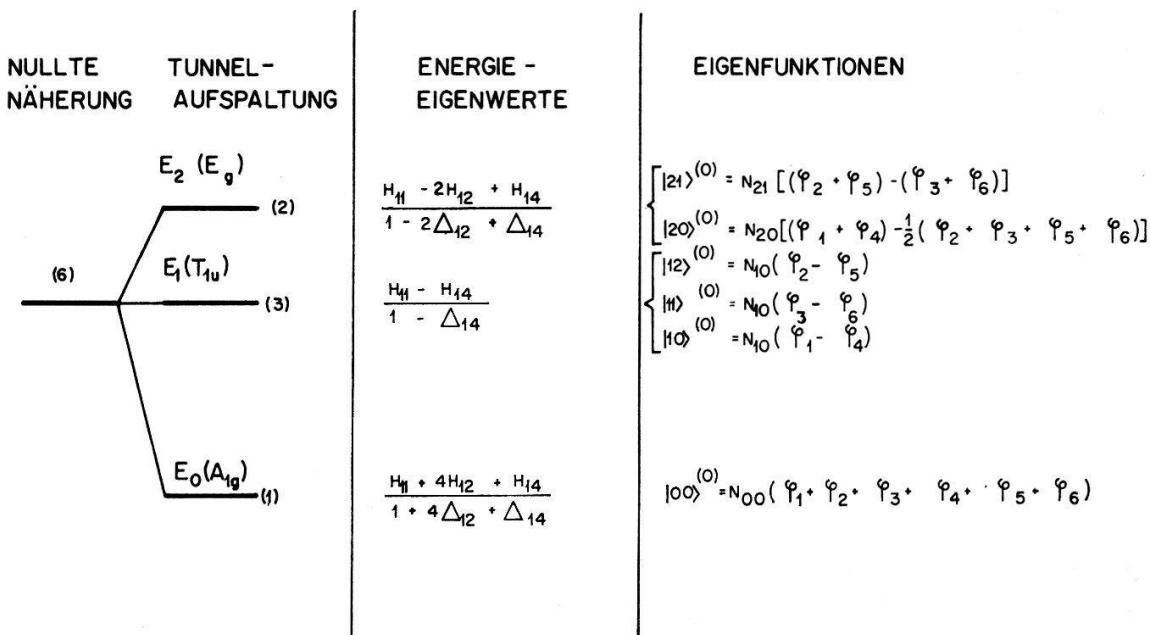 NULLTE NÄHERUNG
TUNNEL-AUFSPALTUNG
ENERGIE-EIGENWERTE
EIGENFUNKTIONEN
(6)
E₂ (E_g)
(2)
(H₁₁ - 2H₁₂ + H₁₄) / (1 - 2Δ₁₂ + Δ₁₄)
|21⟩⁽⁰⁾ = N₂₁ [(φ₂ + φ₅) - (φ₃ + φ₆)]
|20⟩⁽⁰⁾ = N₂₀[(φ₁ + φ₄) - ½(φ₂ + φ₃ + φ₅ + φ₆)]
E₁(T₁ᵤ)
(3)
(H₁₁ - H₁₄) / (1 - Δ₁₄)
|12⟩⁽⁰⁾ = N₁₀(φ₂ - φ₅)
|11⟩⁽⁰⁾ = N₁₀(φ₃ - φ₆)
|10⟩⁽⁰⁾ = N₁₀(φ₁ - φ₄)
E₀(A₁g)
(1)
(H₁₁ + 4H₁₂ + H₁₄) / (1 + 4Δ₁₂ + Δ₁₄)
|00⟩⁽⁰⁾ = N₀₀(φ₁ + φ₂ + φ₃ + φ₄ + φ₅ + φ₆)